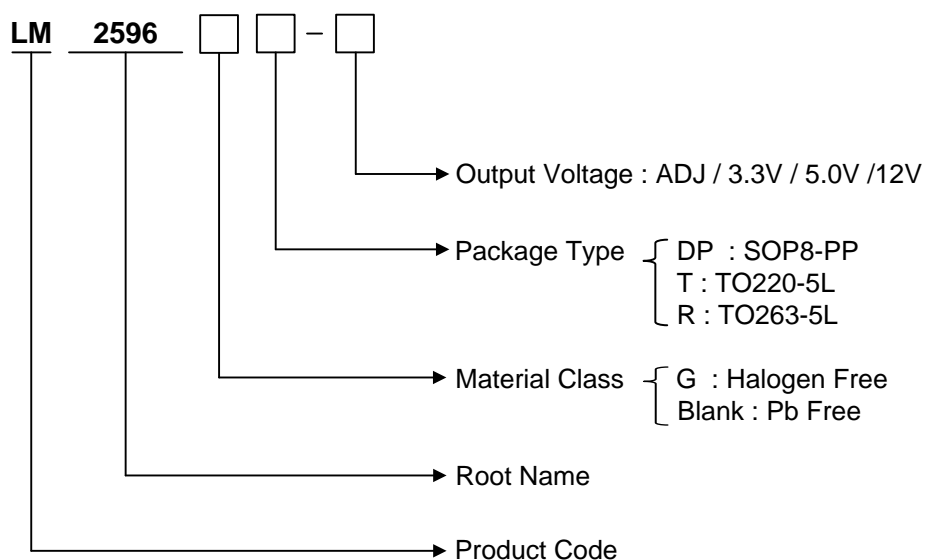 LM 2596 –
Output Voltage : ADJ / 3.3V / 5.0V /12V
Package Type
DP : SOP8-PP
T : TO220-5L
R : TO263-5L
Material Class
G : Halogen Free
Blank : Pb Free
Root Name
Product Code